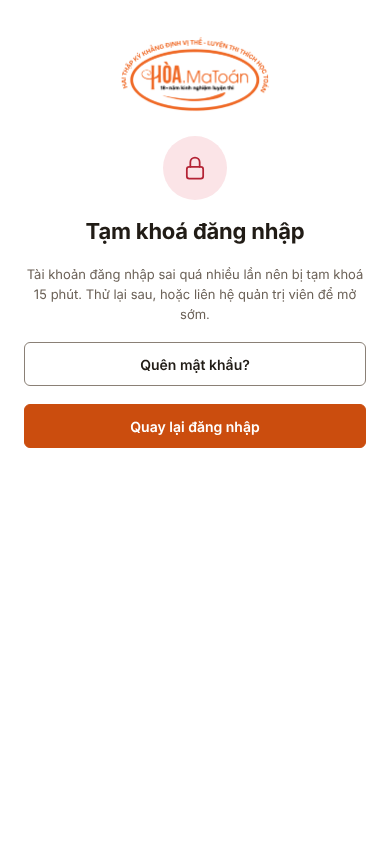 HAI THẬP KỶ KHẲNG ĐỊNH VỊ THẾ - LUYỆN THI THÍCH HỌC TOÁN
HÒA.MaToán
18+ năm kinh nghiệm luyện thi
Tạm khoá đăng nhập
Tài khoản đăng nhập sai quá nhiều lần nên bị tạm khoá
15 phút. Thử lại sau, hoặc liên hệ quản trị viên để mở
sớm.
Quên mật khẩu?
Quay lại đăng nhập